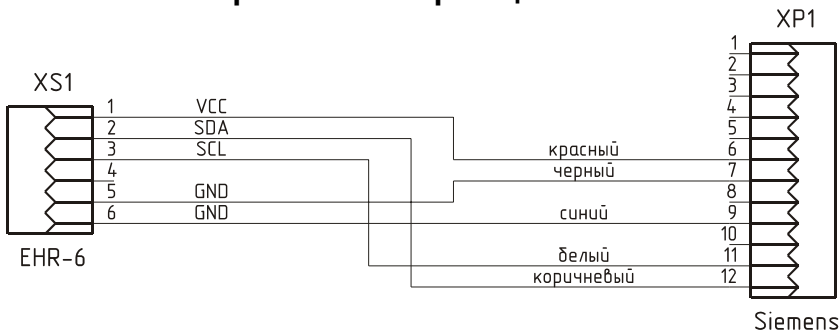 XP1
XS1
1 VCC
2 SDA
3 SCL
4
5 GND
6 GND
EHR-6
1
2
3
4
5
красный 6
черный 7
8
синий 9
10
белый 11
коричневый 12
Siemens